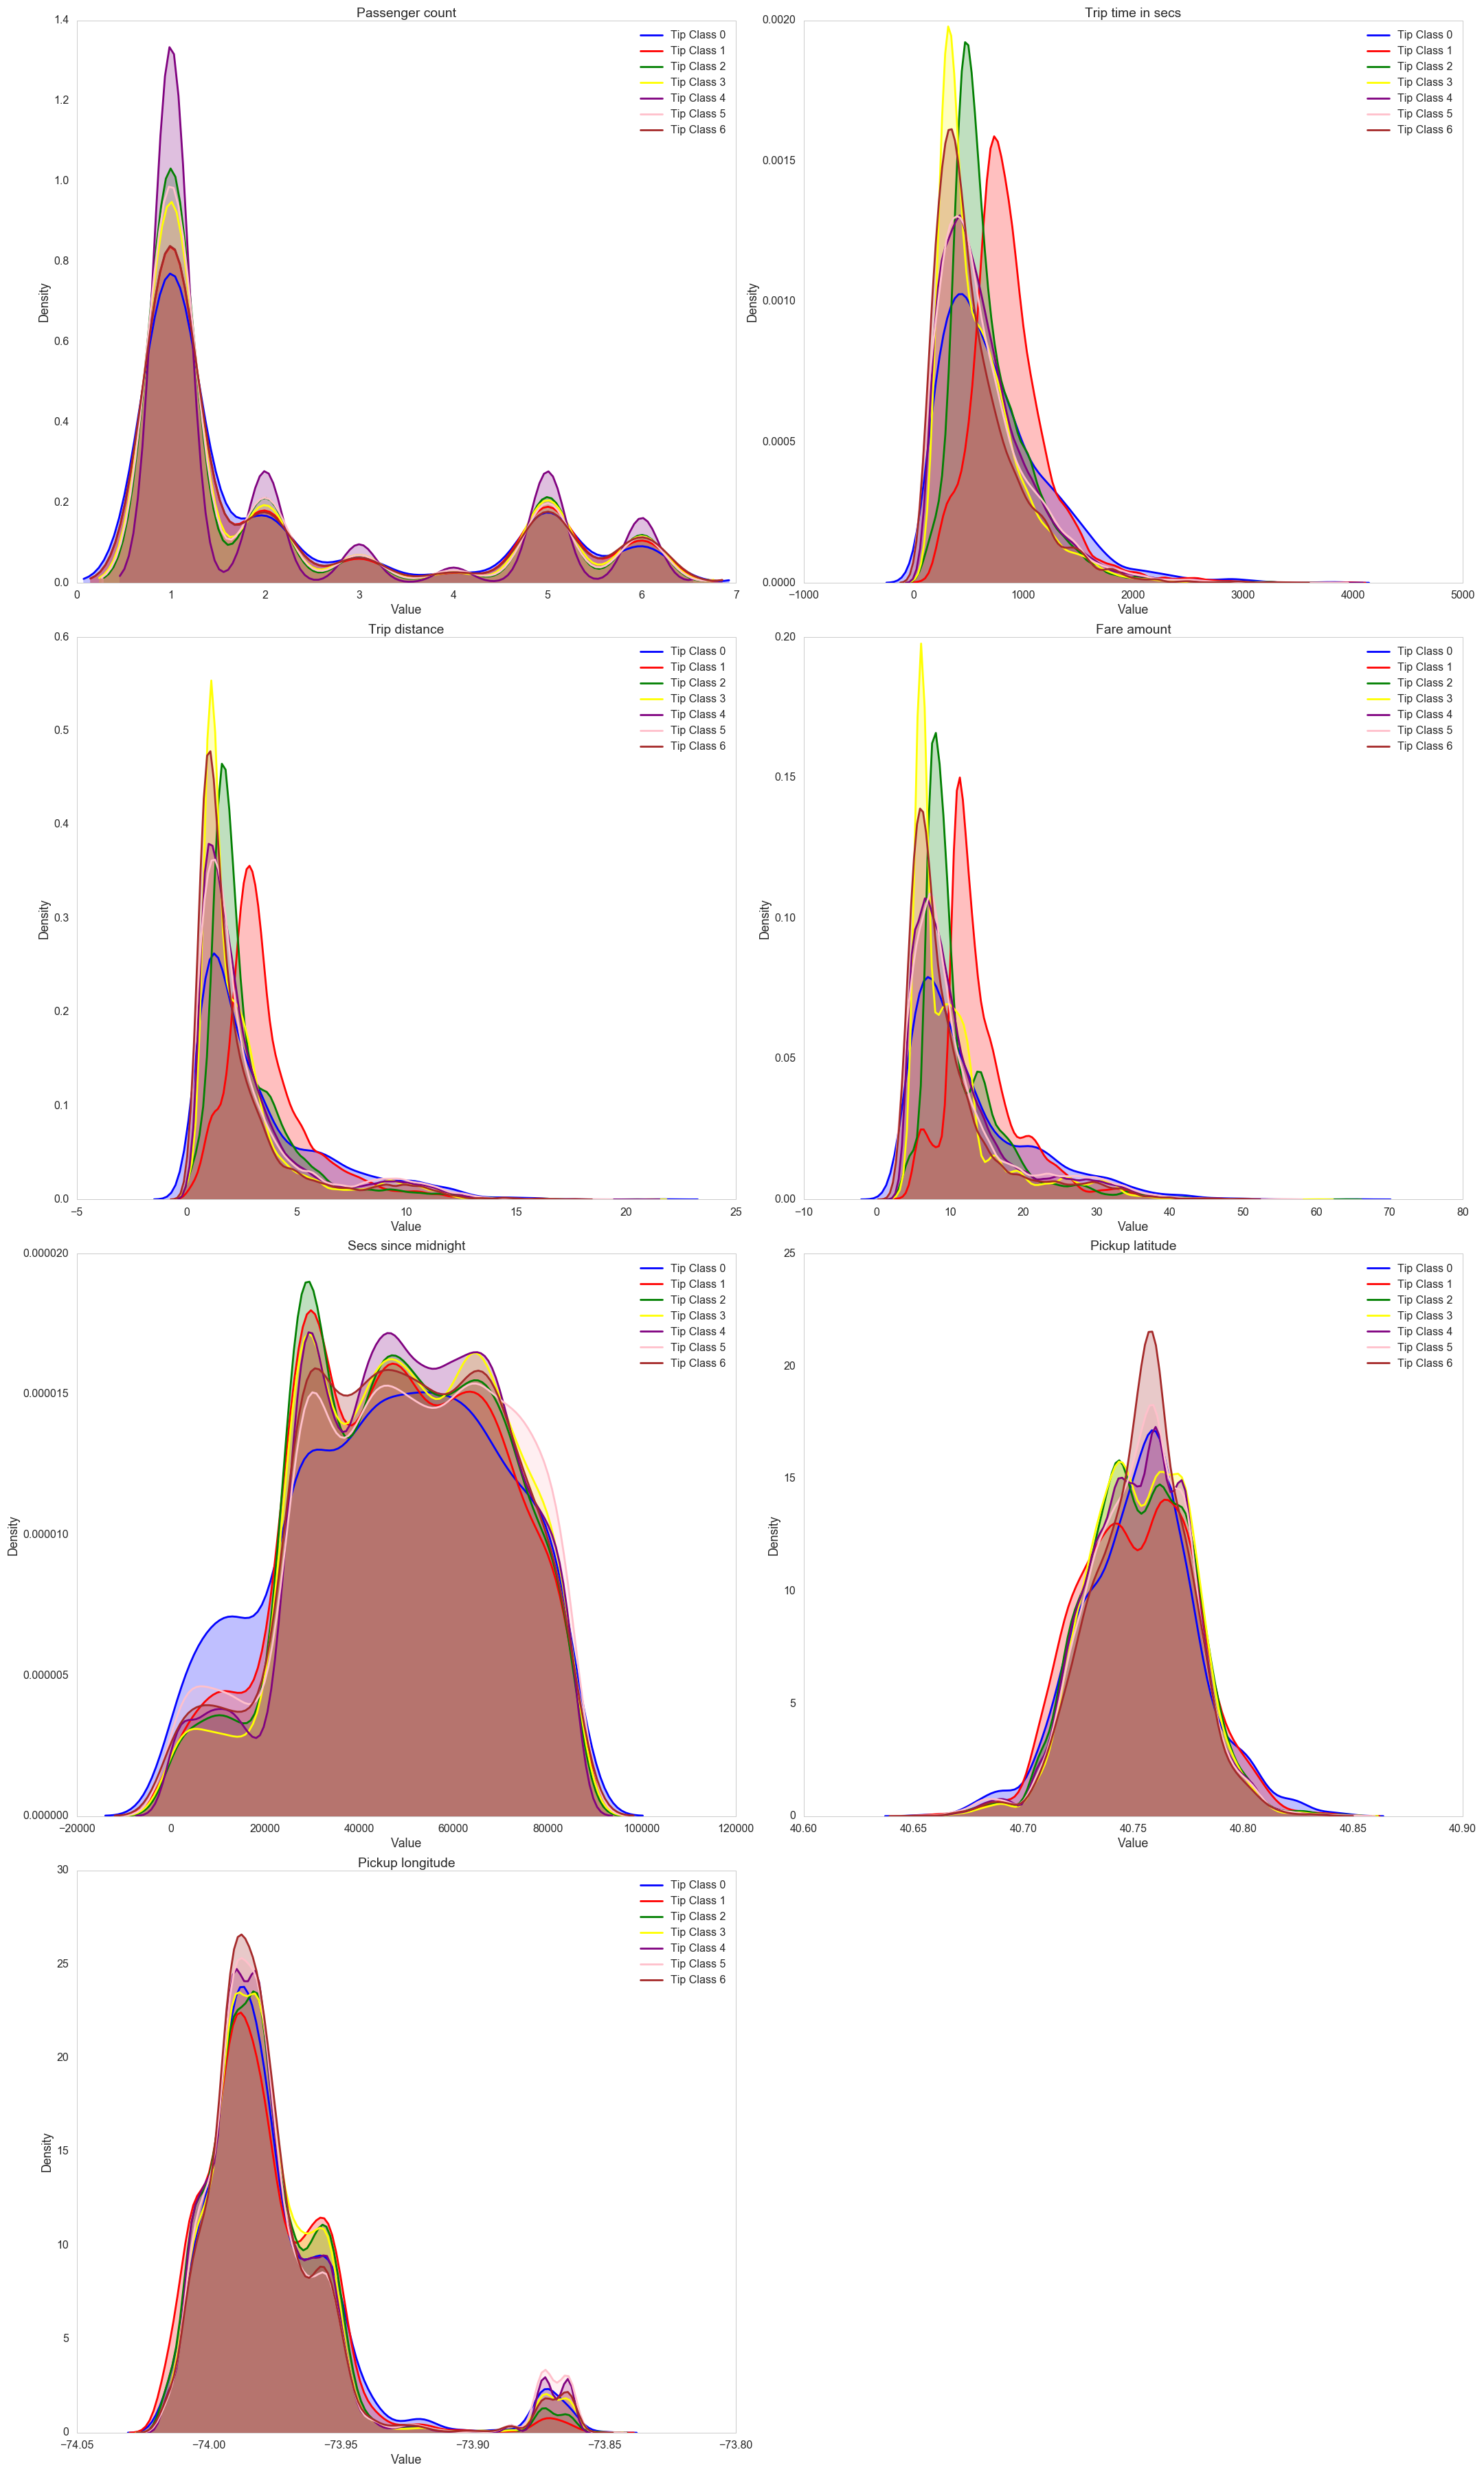 Passenger count
1.4
1.2
1.0
0.8
0.6
0.4
0.2
0.0
Density
0 1 2 3 4 5 6 7
Value
Tip Class 0
Tip Class 1
Tip Class 2
Tip Class 3
Tip Class 4
Tip Class 5
Tip Class 6
Trip time in secs
0.0020
0.0015
0.0010
0.0005
0.0000
Density
−1000 0 1000 2000 3000 4000 5000
Value
Tip Class 0
Tip Class 1
Tip Class 2
Tip Class 3
Tip Class 4
Tip Class 5
Tip Class 6
Trip distance
0.6
0.5
0.4
0.3
0.2
0.1
0.0
Density
−5 0 5 10 15 20 25
Value
Tip Class 0
Tip Class 1
Tip Class 2
Tip Class 3
Tip Class 4
Tip Class 5
Tip Class 6
Fare amount
0.20
0.15
0.10
0.05
0.00
Density
−10 0 10 20 30 40 50 60 70 80
Value
Tip Class 0
Tip Class 1
Tip Class 2
Tip Class 3
Tip Class 4
Tip Class 5
Tip Class 6
Secs since midnight
0.000020
0.000015
0.000010
0.000005
0.000000
Density
−20000 0 20000 40000 60000 80000 100000 120000
Value
Tip Class 0
Tip Class 1
Tip Class 2
Tip Class 3
Tip Class 4
Tip Class 5
Tip Class 6
Pickup latitude
25
20
15
10
5
0
Density
40.60 40.65 40.70 40.75 40.80 40.85 40.90
Value
Tip Class 0
Tip Class 1
Tip Class 2
Tip Class 3
Tip Class 4
Tip Class 5
Tip Class 6
Pickup longitude
30
25
20
15
10
5
0
Density
−74.05 −74.00 −73.95 −73.90 −73.85 −73.80
Value
Tip Class 0
Tip Class 1
Tip Class 2
Tip Class 3
Tip Class 4
Tip Class 5
Tip Class 6